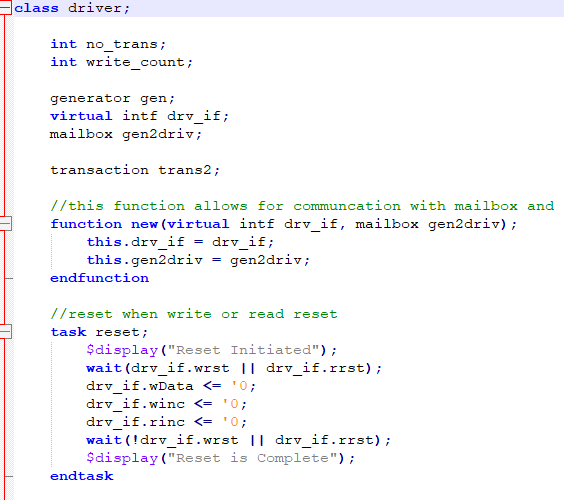 class driver;
int no_trans;
int write_count;
generator gen;
virtual intf drv_if;
mailbox gen2driv;
transaction trans2;
//this function allows for communcation with mailbox and
function new(virtual intf drv_if, mailbox gen2driv);
this.drv_if = drv_if;
this.gen2driv = gen2driv;
endfunction
//reset when write or read reset
task reset;
$display("Reset Initiated");
wait(drv_if.wrst || drv_if.rrst);
drv_if.wData <= '0;
drv_if.winc <= '0;
drv_if.rinc <= '0;
wait(!drv_if.wrst || drv_if.rrst);
$display("Reset is Complete");
endtask